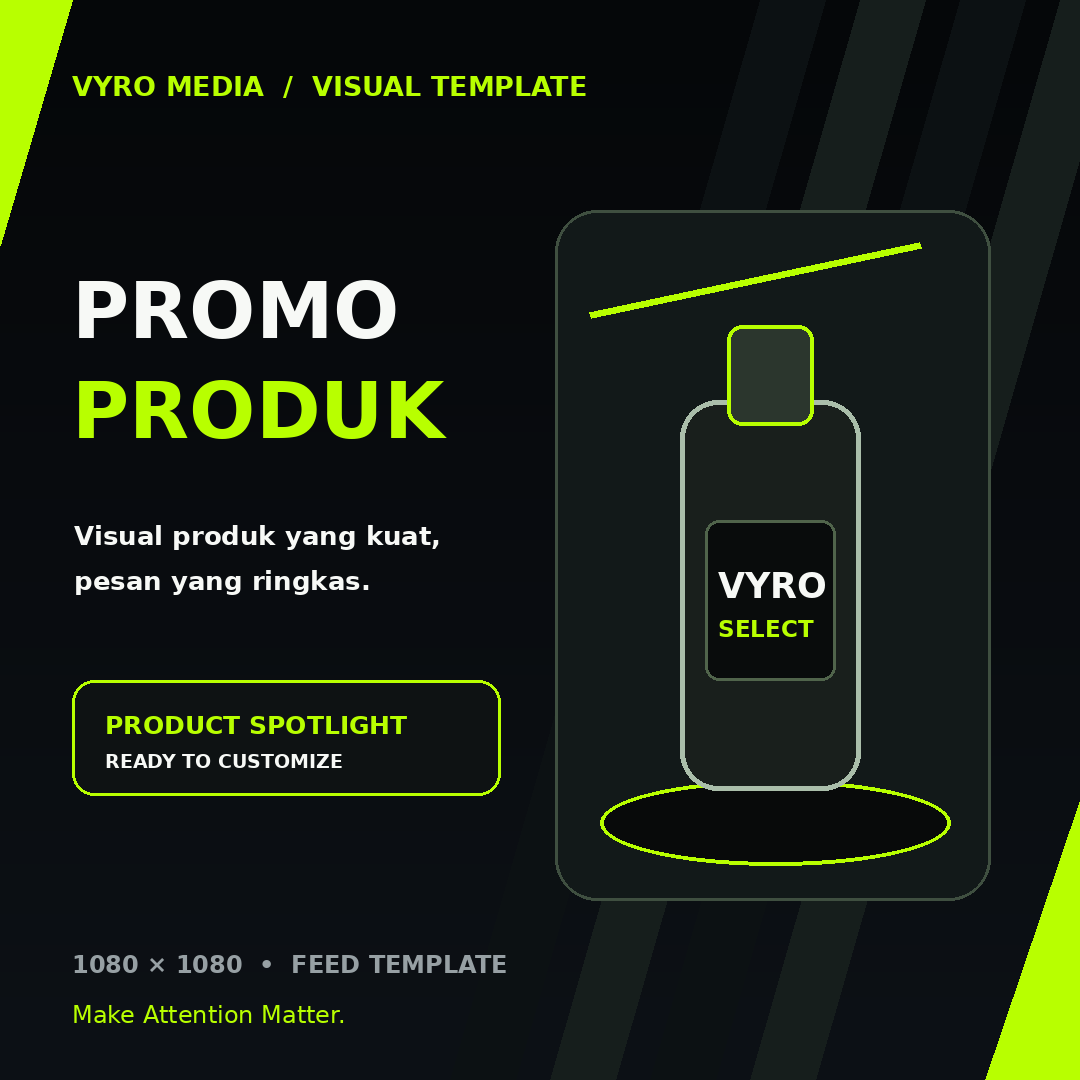 VYRO MEDIA / VISUAL TEMPLATE
PROMO
PRODUK
Visual produk yang kuat,
pesan yang ringkas.
PRODUCT SPOTLIGHT
READY TO CUSTOMIZE
VYRO
SELECT
1080 × 1080 • FEED TEMPLATE
Make Attention Matter.